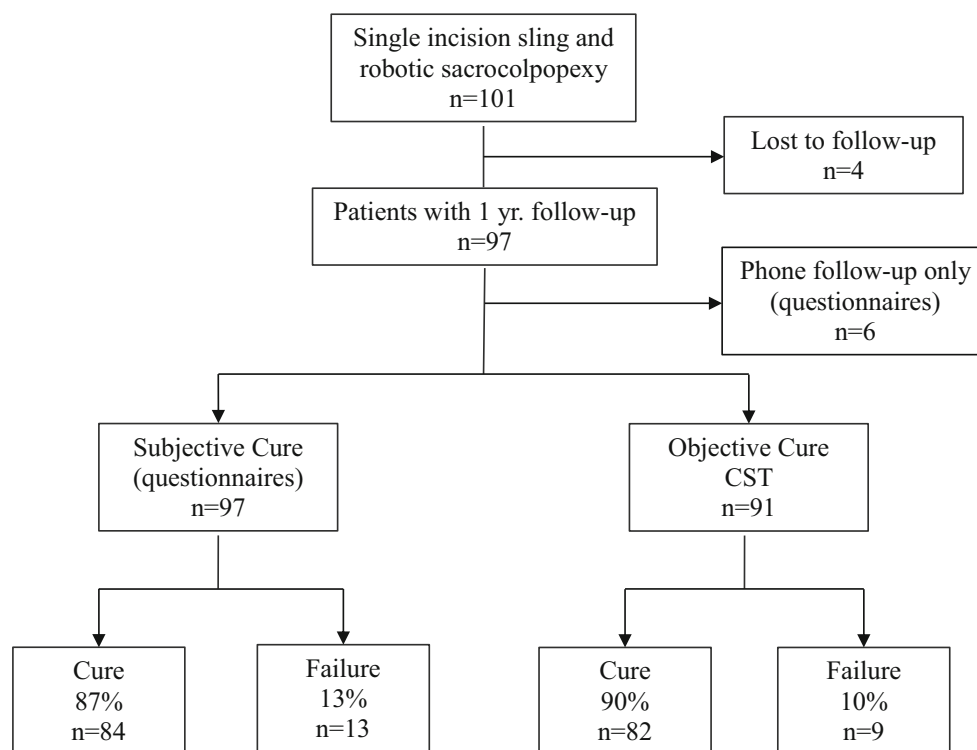 Single incision sling and
robotic sacrocolpopexy
n=101
Lost to follow-up
n=4
Patients with 1 yr. follow-up
n=97
Phone follow-up only
(questionnaires)
n=6
Subjective Cure
(questionnaires)
n=97
Objective Cure
CST
n=91
Cure
87%
n=84
Failure
13%
n=13
Cure
90%
n=82
Failure
10%
n=9